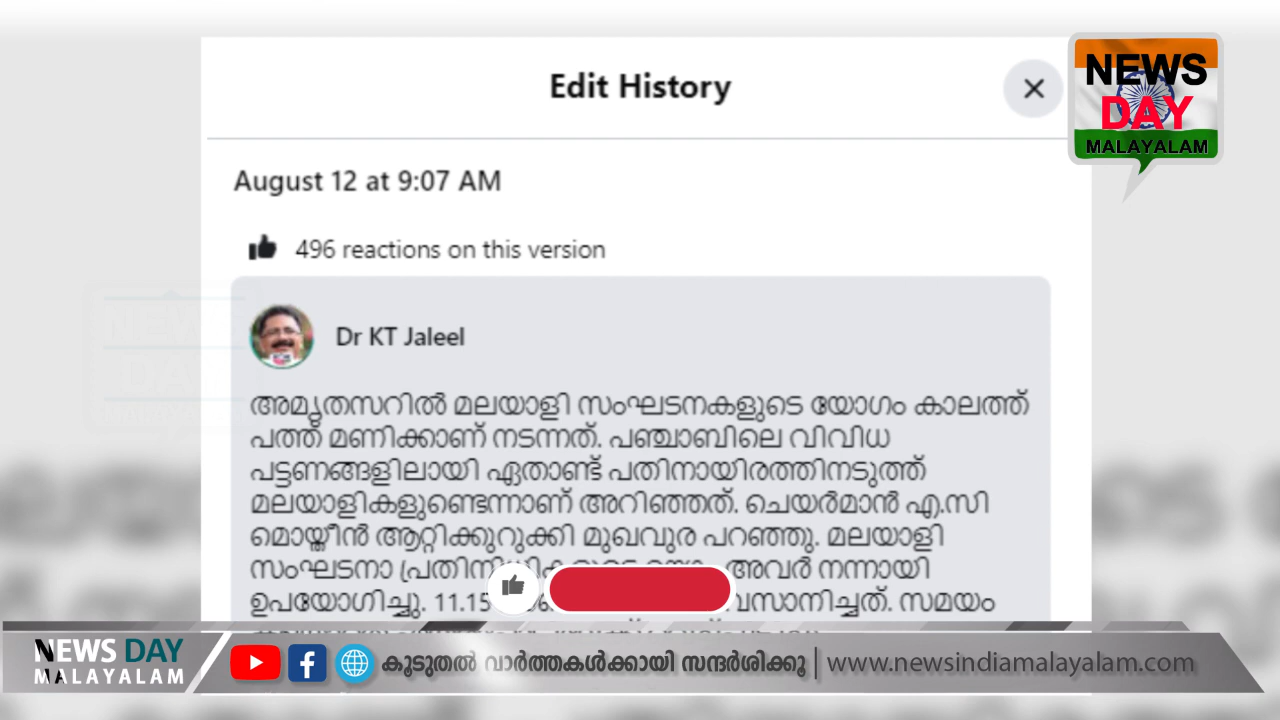 Edit History
NEWS
DAY
MALAYALAM
August 12 at 9:07 AM
496 reactions on this version
Dr KT Jaleel
അമൃതസറിൽ മലയാളി സംഘടനകളുടെ യോഗം കാലത്ത്
പത്ത് മണിക്കാണ് നടന്നത്. പഞ്ചാബിലെ വിവിധ
പട്ടണങ്ങളിലായി ഏതാണ്ട് പതിനായിരത്തിനടുത്ത്
മലയാളികളുണ്ടെന്നാണ് അറിഞ്ഞത്. ചെയർമാൻ എ.സി
മൊയ്തീൻ ആറ്റിക്കുറുക്കി മുഖവുര പറഞ്ഞു. മലയാളി
സംഘടനാ അവർ നന്നായി
ഉപയോഗിച്ചു. 11.15 സമയം
NEWS DAY
MALAYALAM
കൂടുതൽ വാർത്തകൾക്കായി സന്ദർശിക്കൂ | www.newsindiamalayalam.com